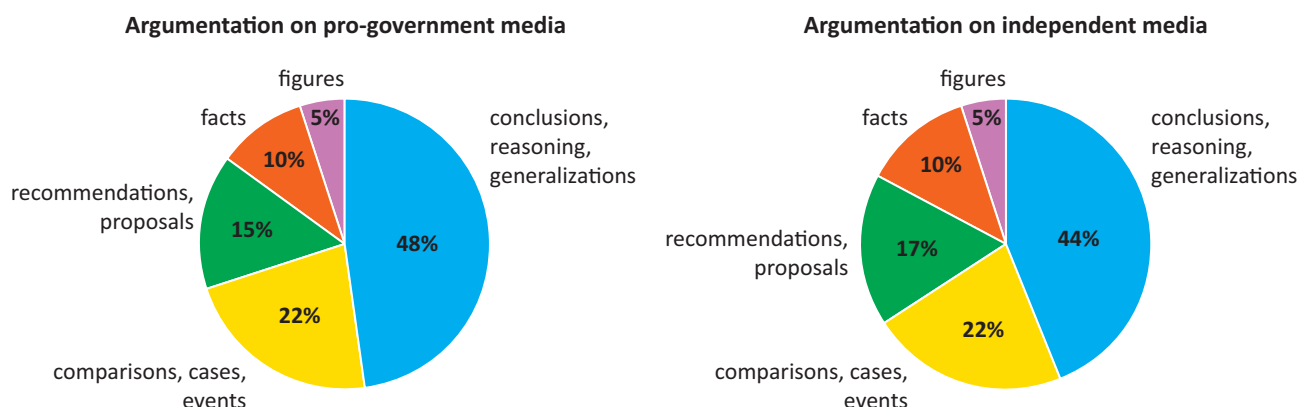 Argumentation on pro-government media
figures
5%
facts
10%
conclusions,
reasoning,
generalizations
recommendations,
proposals
15%
48%
22%
comparisons, cases,
events
Argumentation on independent media
figures
5%
facts
10%
conclusions,
reasoning,
generalizations
recommendations,
proposals
17%
44%
22%
comparisons, cases,
events